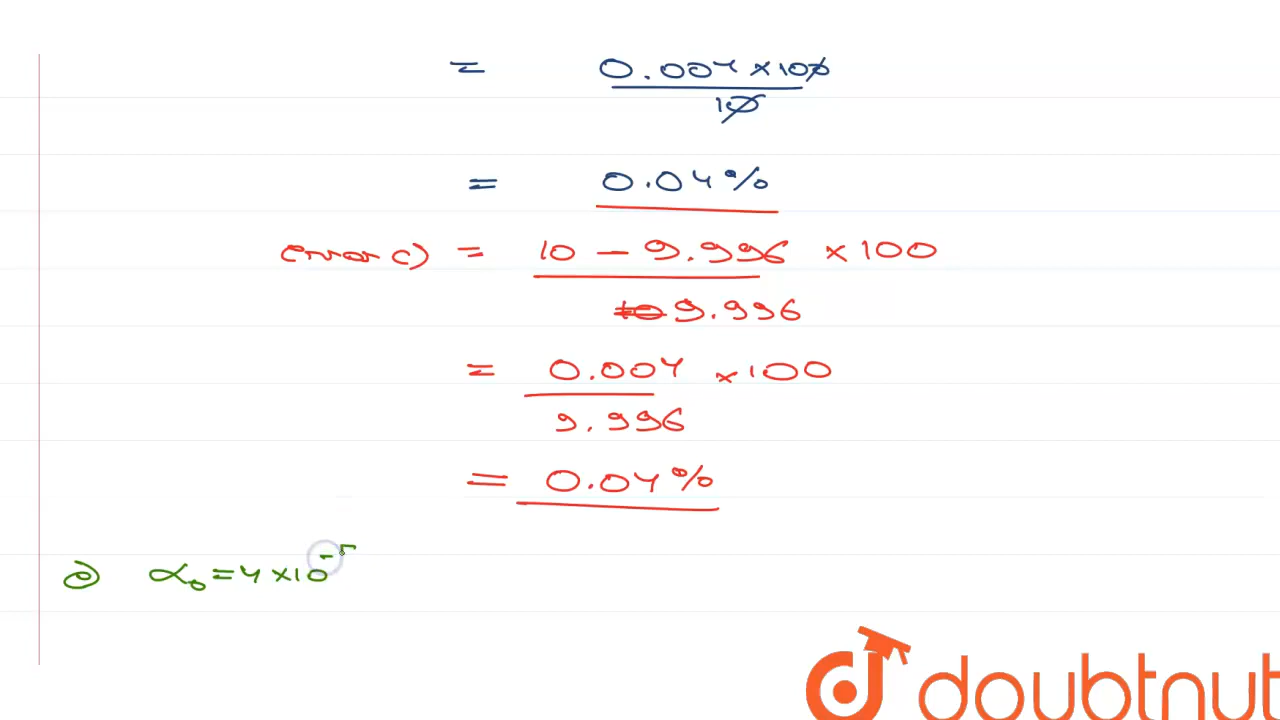 = 0.004 × 100
10
= 0.04%
Error c) = 10 - 9.996 × 100
10 9.996
= 0.004 × 100
9.996
= 0.04%
α₀ = 4 × 10⁻⁵
doubtnut